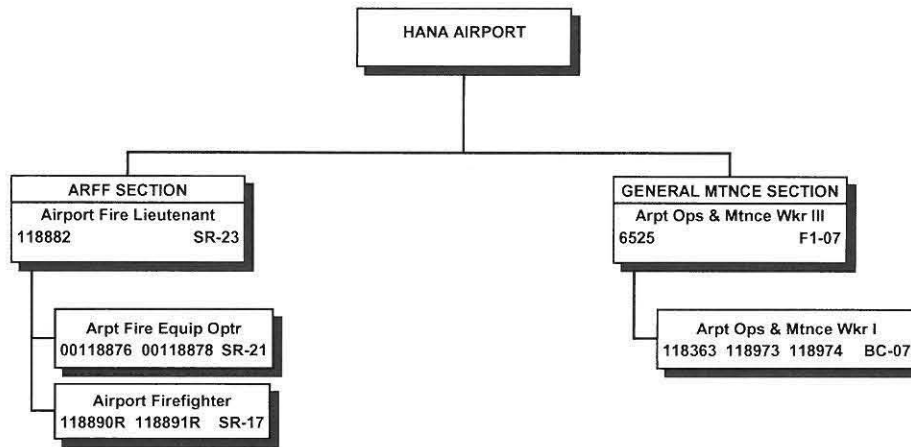 HANA AIRPORT
ARFF SECTION
Airport Fire Lieutenant
118882 SR-23
Arpt Fire Equip Optr
00118876 00118878 SR-21
Airport Firefighter
118890R 118891R SR-17
GENERAL MTNCE SECTION
Arpt Ops & Mtnce Wkr III
6525 F1-07
Arpt Ops & Mtnce Wkr I
118363 118973 118974 BC-07